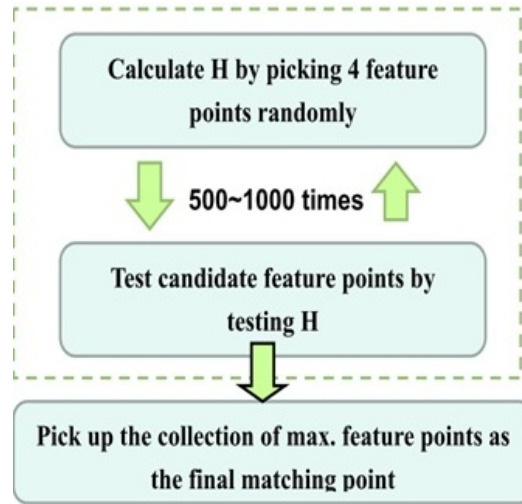 Calculate H by picking 4 feature
points randomly
500~1000 times
Test candidate feature points by
testing H
Pick up the collection of max. feature points as
the final matching point